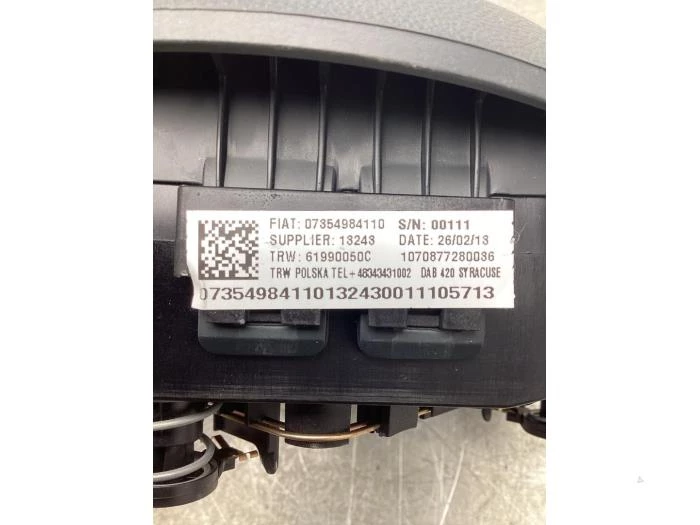 FIAT: 07354984110 S/N: 00111
SUPPLIER: 13243 DATE: 26/02/13
TRW: 61990050C 1070877280036
TRW POLSKA TEL+48343431002 DAB 420 SYRACUSE
07354984110132430011105713